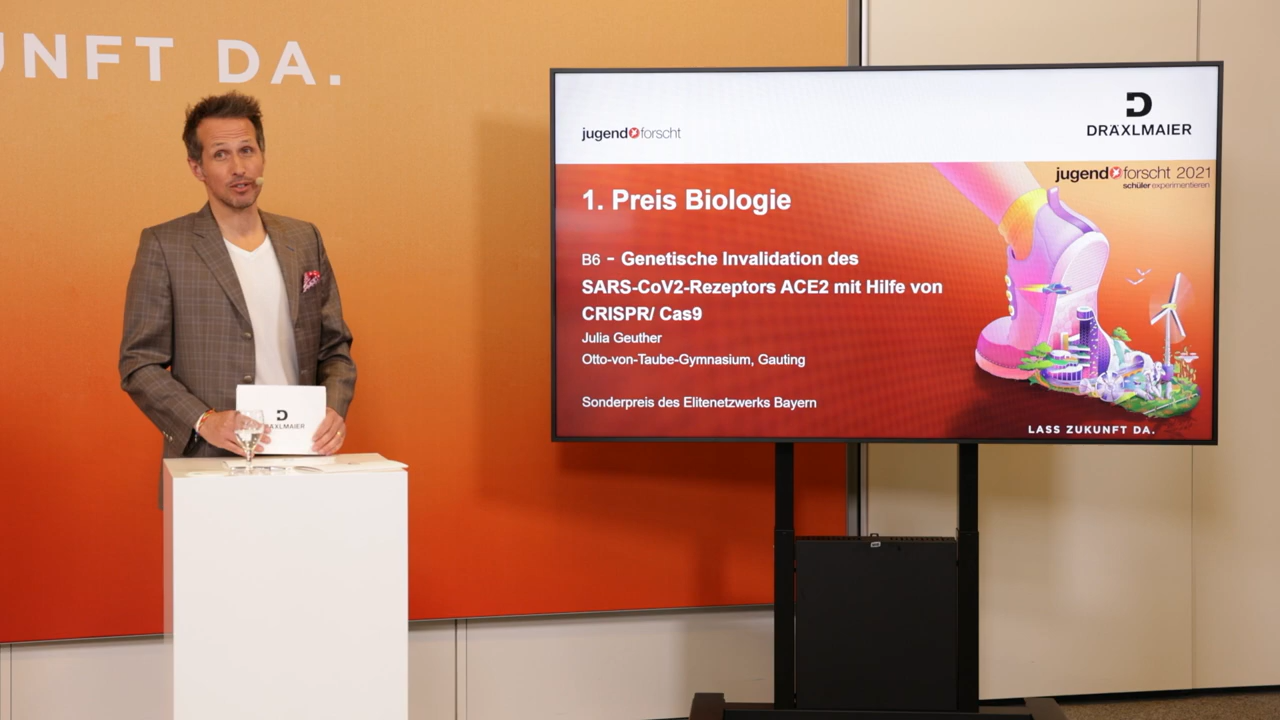 UNFT DA.
jugend forscht
DRÄXLMAIER
jugend forscht 2021
schüler experimentieren
1. Preis Biologie
B6 - Genetische Invalidation des
SARS-CoV2-Rezeptors ACE2 mit Hilfe von
CRISPR/ Cas9
Julia Geuther
Otto-von-Taube-Gymnasium, Gauting
Sonderpreis des Elitenetzwerks Bayern
LASS ZUKUNFT DA.
DRÄXLMAIER